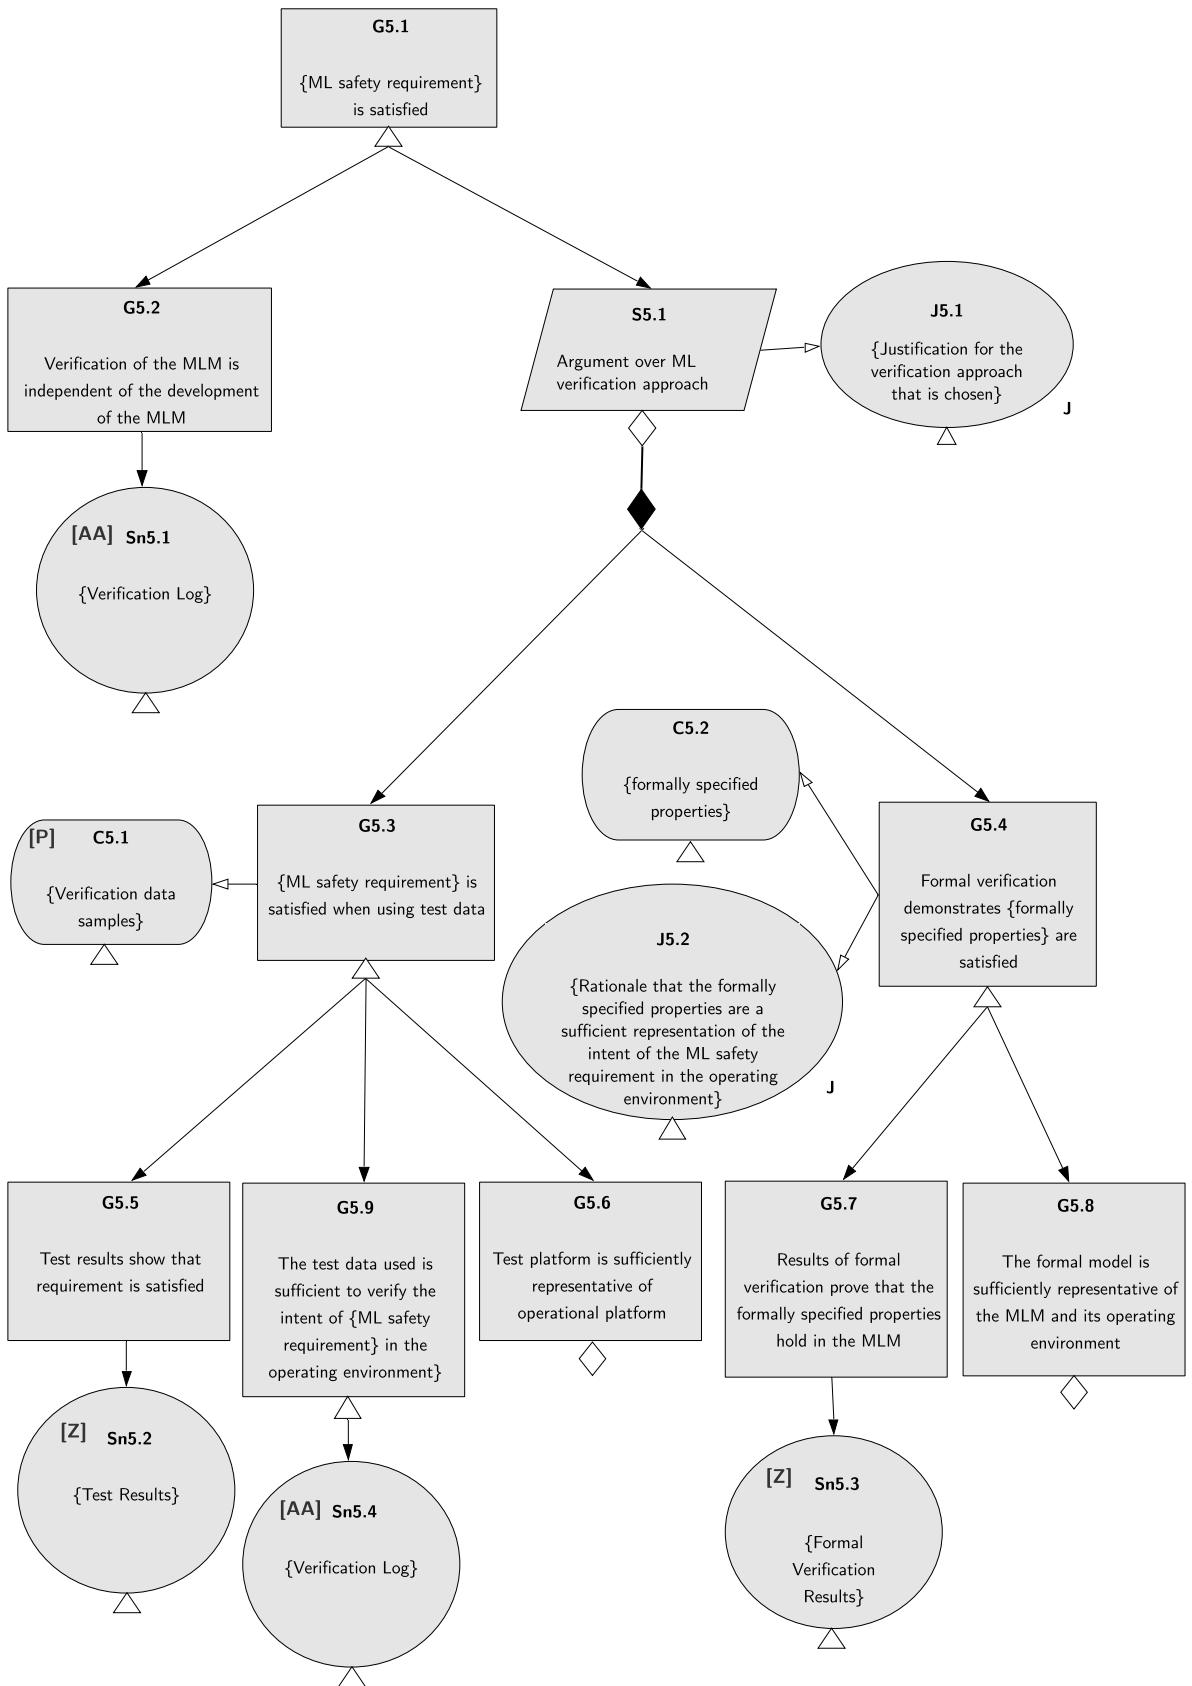 G5.1
{ML safety requirement}
is satisfied
G5.2
Verification of the MLM is
independent of the development
of the MLM
S5.1
Argument over ML
verification approach
J5.1
{Justification for the
verification approach
that is chosen}
J
[AA] Sn5.1
{Verification Log}
C5.2
{formally specified
properties}
[P] C5.1
{Verification data
samples}
G5.3
{ML safety requirement} is
satisfied when using test data
G5.4
Formal verification
demonstrates {formally
specified properties} are
satisfied
J5.2
{Rationale that the formally
specified properties are a
sufficient representation of the
intent of the ML safety
requirement in the operating
environment}
J
G5.5
Test results show that
requirement is satisfied
G5.9
The test data used is
sufficient to verify the
intent of {ML safety
requirement} in the
operating environment}
G5.6
Test platform is sufficiently
representative of
operational platform
G5.7
Results of formal
verification prove that the
formally specified properties
hold in the MLM
G5.8
The formal model is
sufficiently representative of
the MLM and its operating
environment
[Z] Sn5.2
{Test Results}
[AA] Sn5.4
{Verification Log}
[Z] Sn5.3
{Formal
Verification
Results}